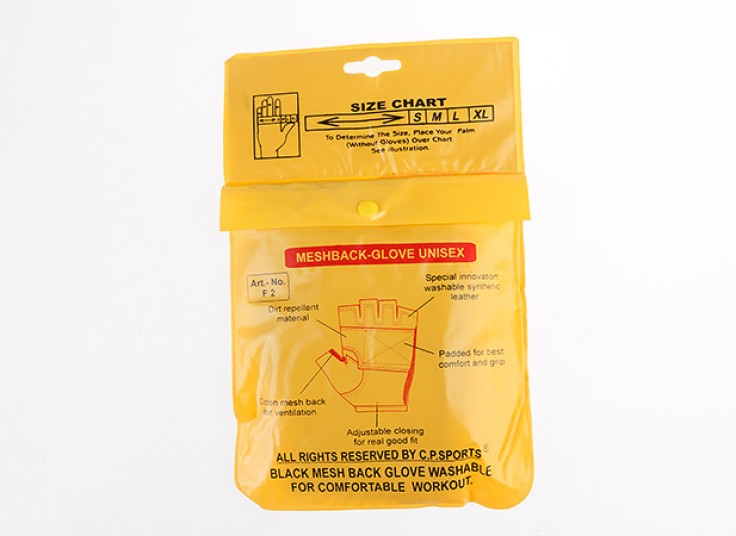 SIZE CHART
S M L XL
To Determine The Size, Place Your Palm
(Without Gloves) Over Chart
See illustration.
MESHBACK-GLOVE UNISEX
Art.- No.
F 2
Special innovation
washable synthetic
leather
Dirt repellent
material
Padded for best
comfort and grip
Cotton mesh back
for ventilation
Adjustable closing
for real good fit
ALL RIGHTS RESERVED BY C.P.SPORTS®
BLACK MESH BACK GLOVE WASHABLE
FOR COMFORTABLE WORKOUT.